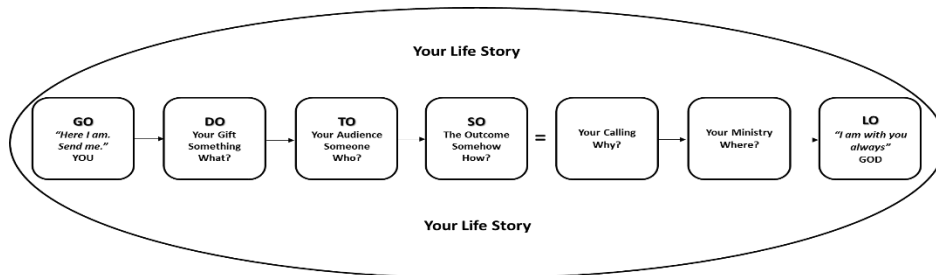 Your Life Story
GO
“Here I am.
Send me.”
YOU
DO
Your Gift
Something
What?
TO
Your Audience
Someone
Who?
SO
The Outcome
Somehow
How?
=
Your Calling
Why?
Your Ministry
Where?
LO
“I am with you
always”
GOD
Your Life Story